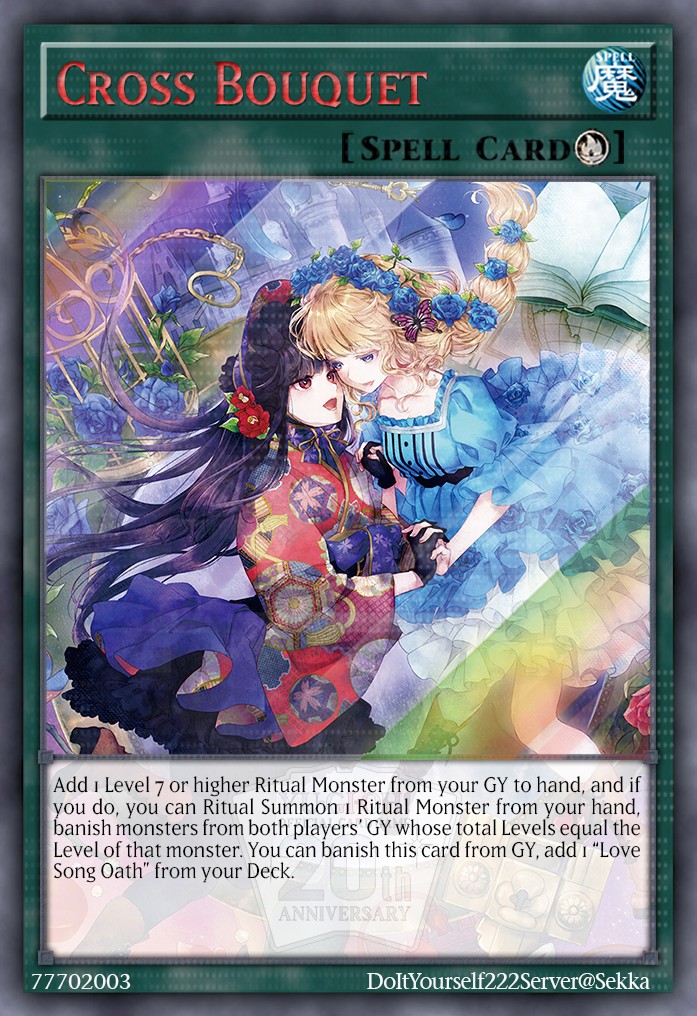 Cross Bouquet
SPELL
魔
[Spell Card]
Add 1 Level 7 or higher Ritual Monster from your GY to hand, and if
you do, you can Ritual Summon 1 Ritual Monster from your hand,
banish monsters from both players' GY whose total Levels equal the
Level of that monster. You can banish this card from GY, add 1 “Love
Song Oath” from your Deck.
20th
ANNIVERSARY
77702003
DoItYourself222Server@Sekka